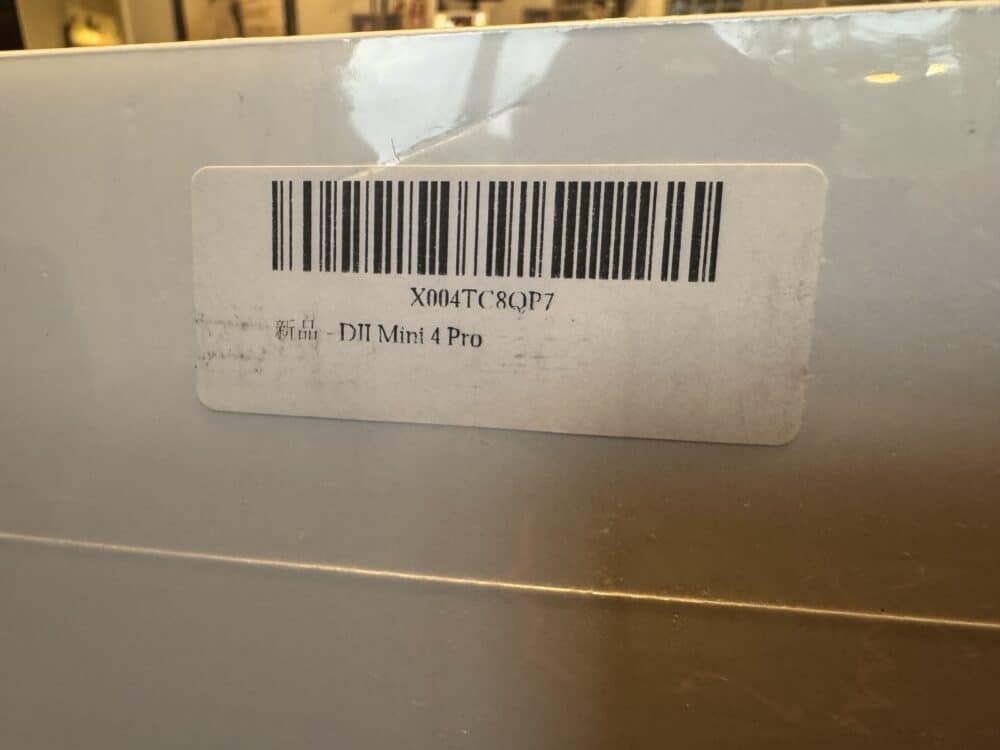 X004TC8QP7
新品 - DJI Mini 4 Pro